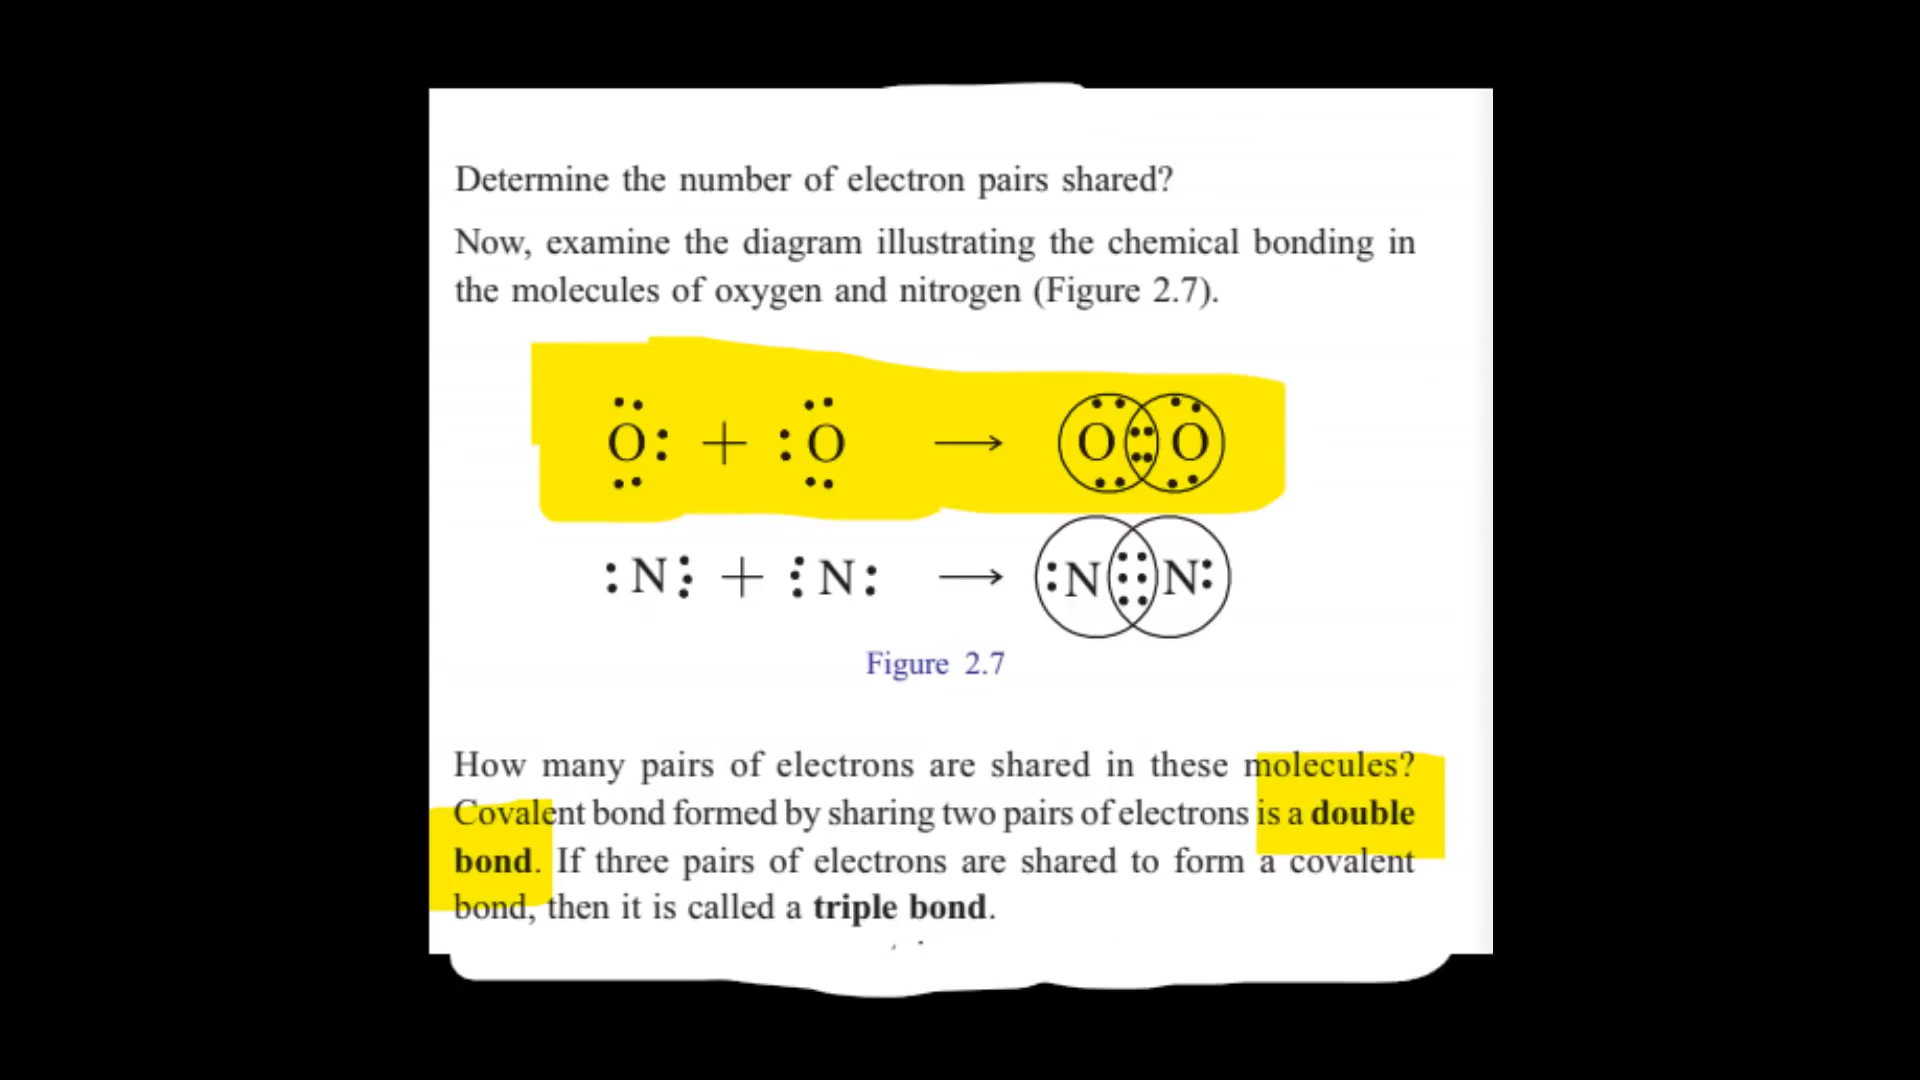 Determine the number of electron pairs shared?
Now, examine the diagram illustrating the chemical bonding in
the molecules of oxygen and nitrogen (Figure 2.7).
O + O → O O
N + N → N N
Figure 2.7
How many pairs of electrons are shared in these molecules?
Covalent bond formed by sharing two pairs of electrons is a double
bond. If three pairs of electrons are shared to form a covalent
bond, then it is called a triple bond.